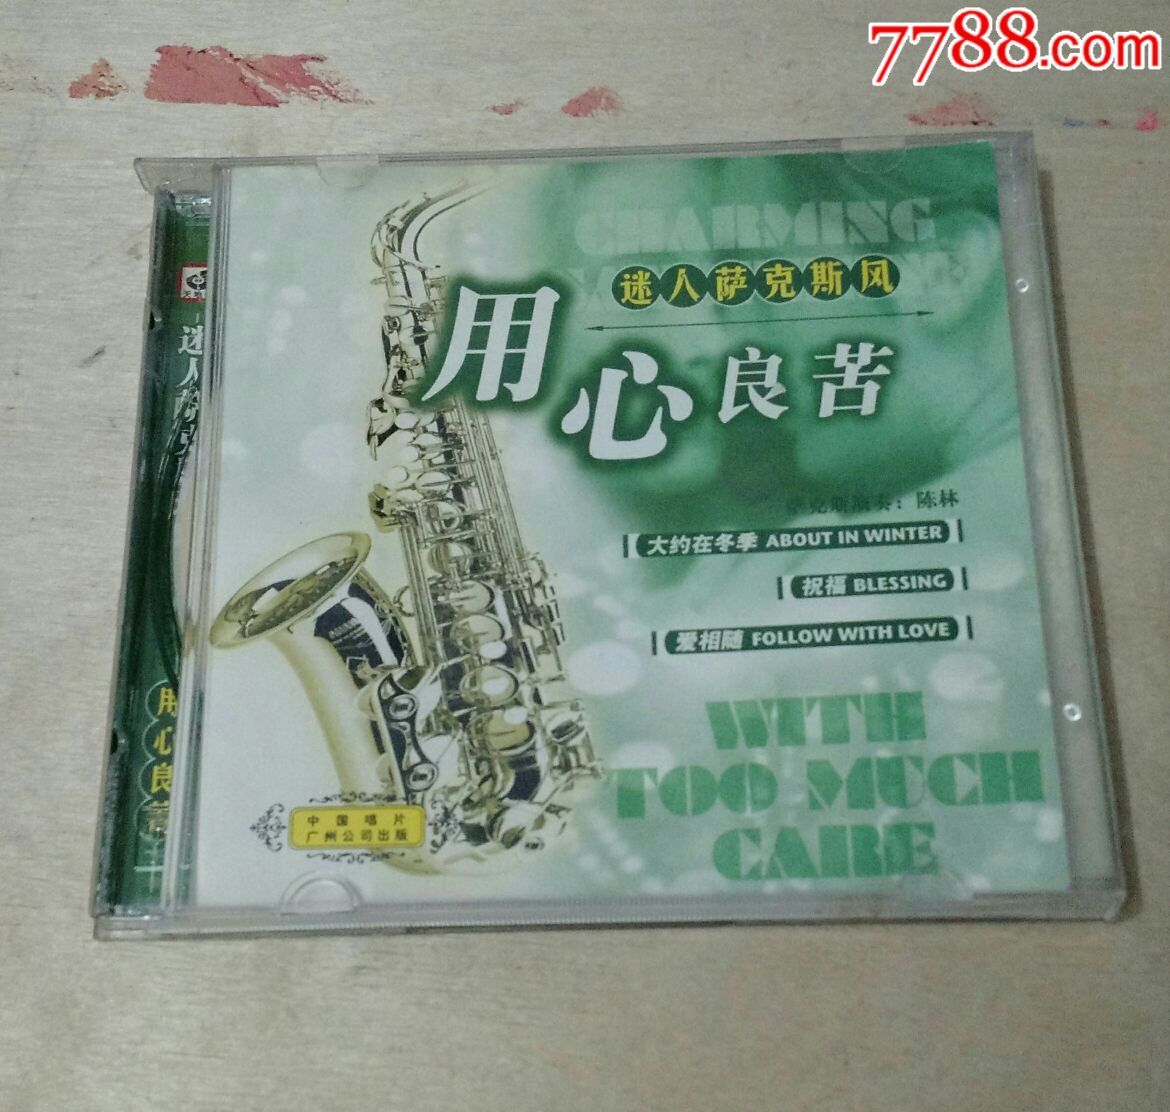 7788.com
CHARMING
迷人萨克斯风
用心良苦
萨克斯演奏：陈林
大约在冬季 ABOUT IN WINTER
祝福 BLESSING
爱相随 FOLLOW WITH LOVE
WITH
TOO MUCH
CARE
中国唱片
广州公司出版
迷人萨克
用心良苦